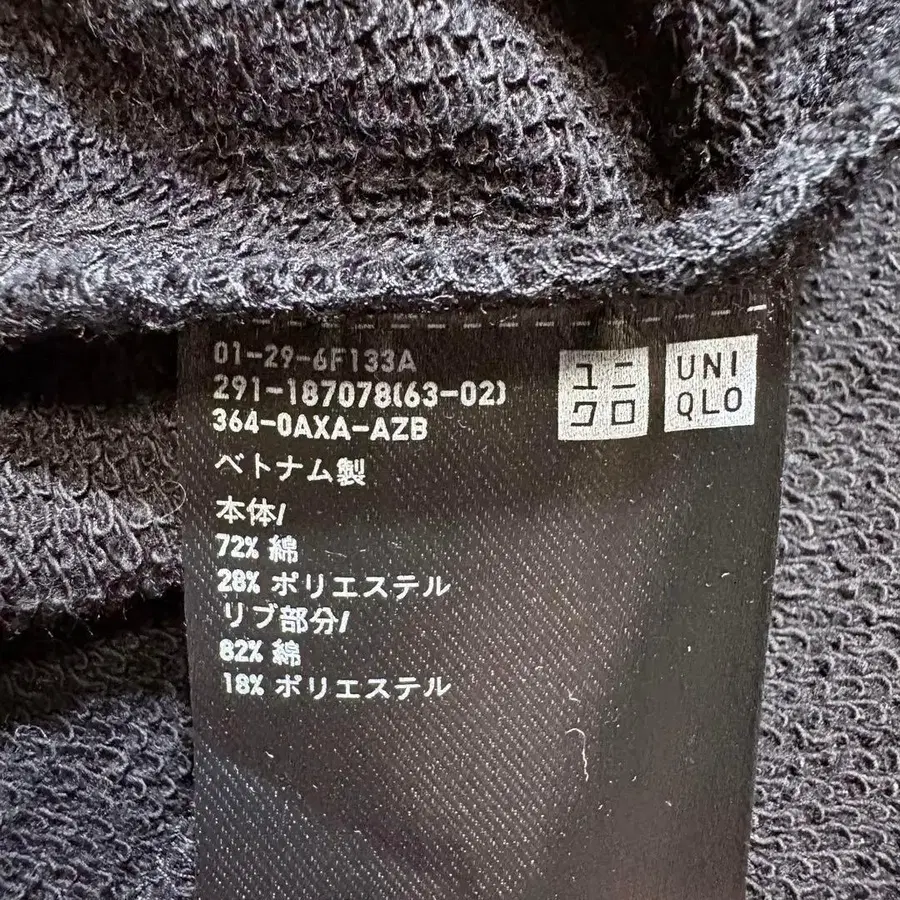 01-29-6F133A
291-187078(63-02)
364-0AXA-AZB
ユニ
クロ
UNI
QLO
ベトナム製
本体/
72% 綿
28% ポリエステル
リブ部分/
82% 綿
18% ポリエステル